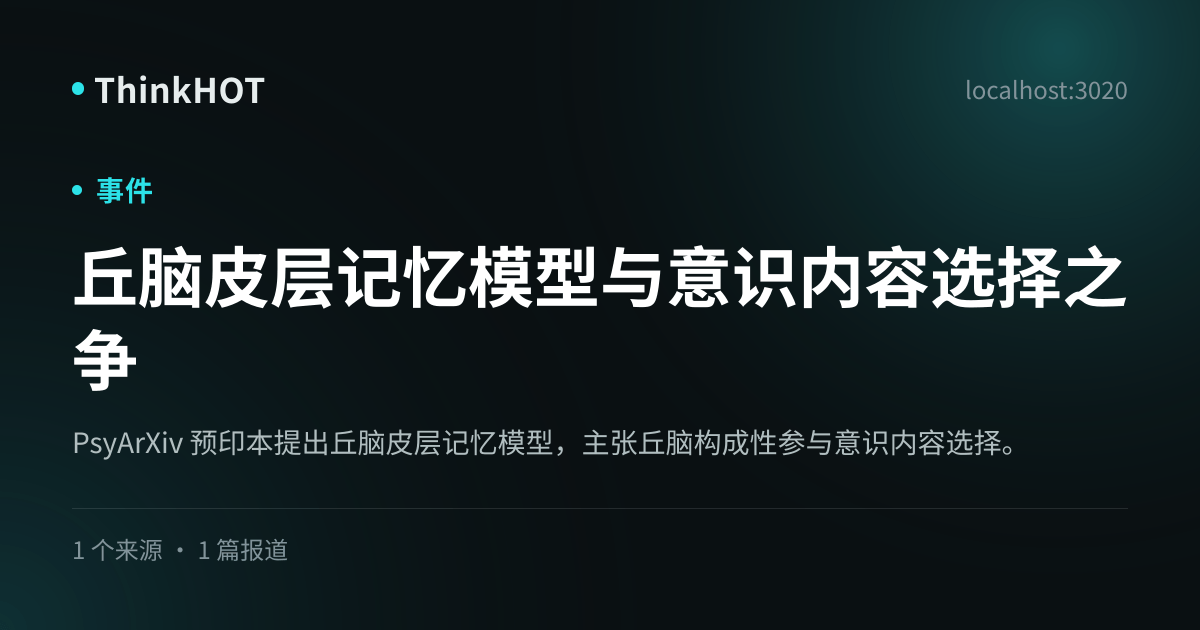 ThinkHOT
localhost:3020
事件
丘脑皮层记忆模型与意识内容选择之
争
PsyArXiv 预印本提出丘脑皮层记忆模型，主张丘脑构成性参与意识内容选择。
1 个来源 · 1 篇报道